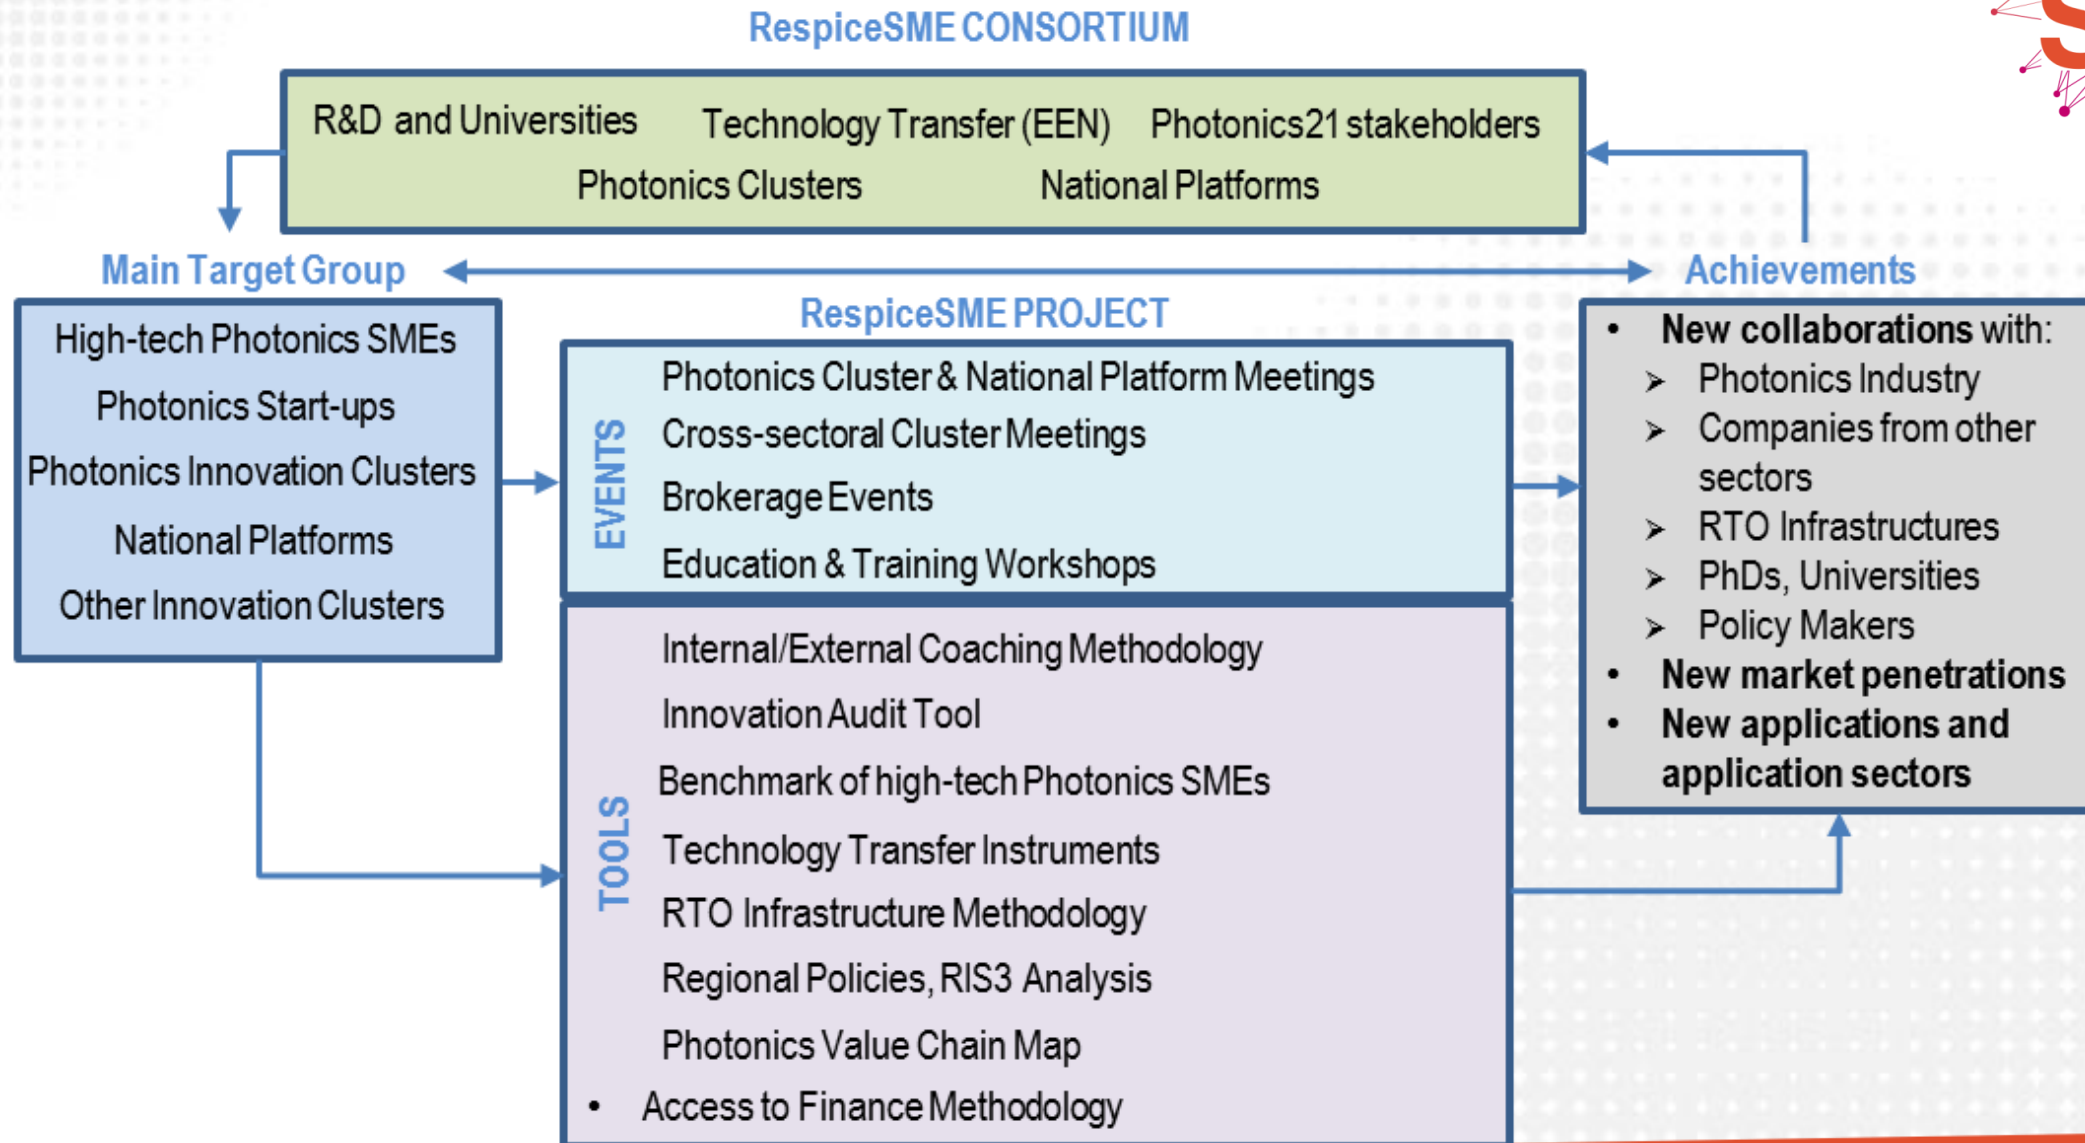 RespiceSME CONSORTIUM
R&D and Universities Technology Transfer (EEN) Photonics21 stakeholders
Photonics Clusters National Platforms
Main Target Group
High-tech Photonics SMEs
Photonics Start-ups
Photonics Innovation Clusters
National Platforms
Other Innovation Clusters
RespiceSME PROJECT
EVENTS
Photonics Cluster & National Platform Meetings
Cross-sectoral Cluster Meetings
Brokerage Events
Education & Training Workshops
TOOLS
Internal/External Coaching Methodology
Innovation Audit Tool
Benchmark of high-tech Photonics SMEs
Technology Transfer Instruments
RTO Infrastructure Methodology
Regional Policies, RIS3 Analysis
Photonics Value Chain Map
• Access to Finance Methodology
Achievements
• New collaborations with:
➢ Photonics Industry
➢ Companies from other
sectors
➢ RTO Infrastructures
➢ PhDs, Universities
➢ Policy Makers
• New market penetrations
• New applications and
application sectors